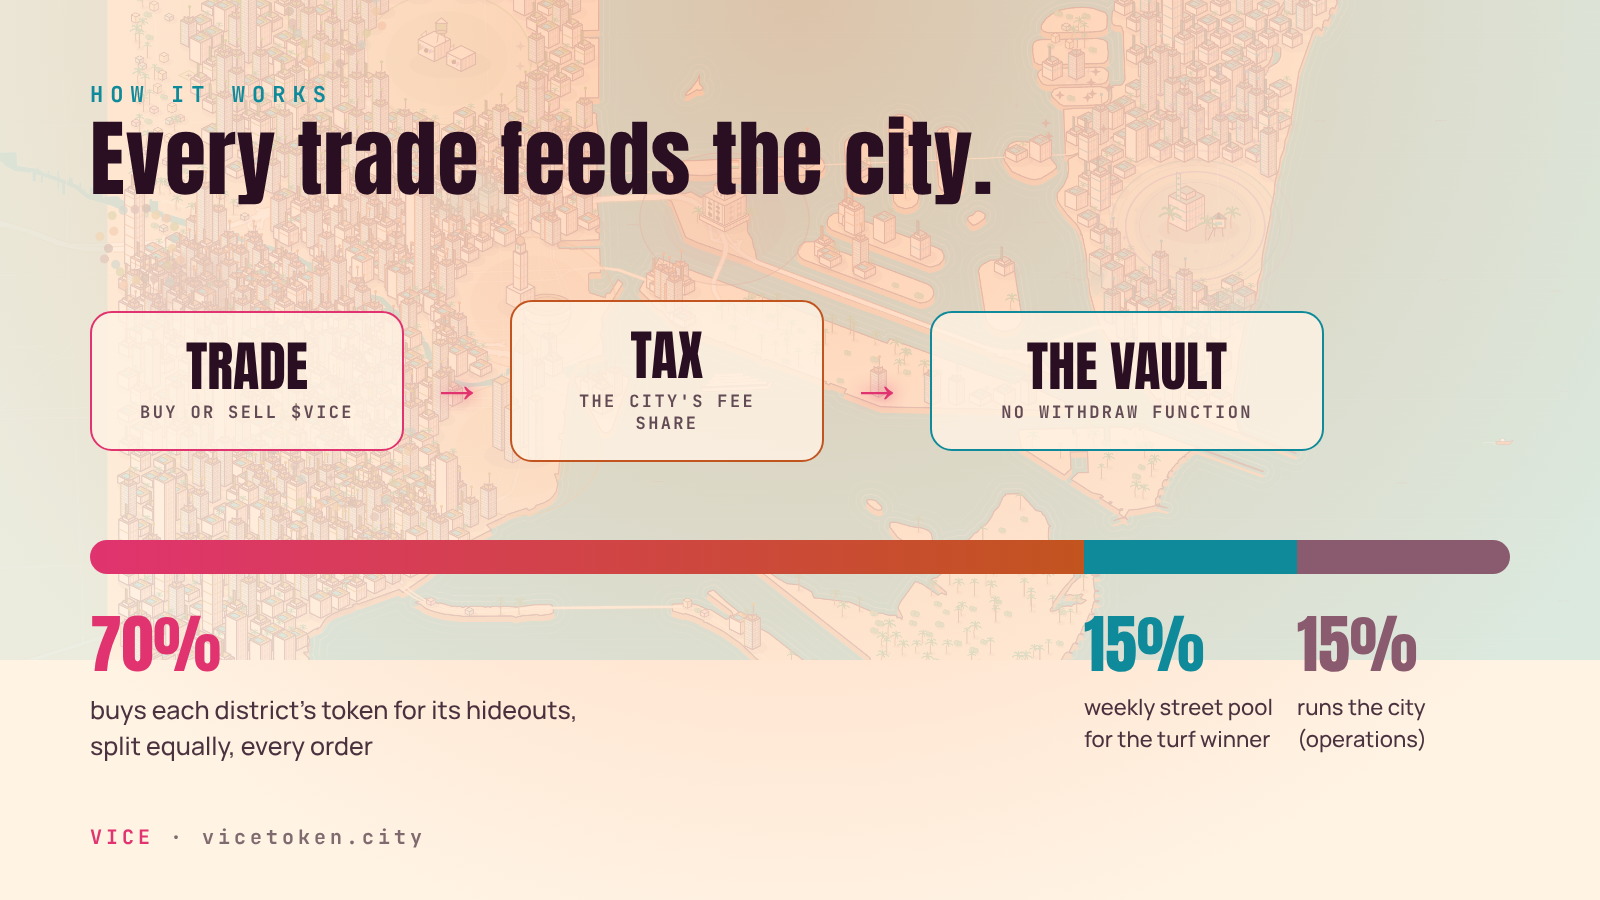 HOW IT WORKS
Every trade feeds the city.
TRADE
BUY OR SELL $VICE
→
TAX
THE CITY'S FEE
SHARE
→
THE VAULT
NO WITHDRAW FUNCTION
70%
buys each district's token for its hideouts,
split equally, every order
15%
weekly street pool
for the turf winner
15%
runs the city
(operations)
VICE · vicetoken.city